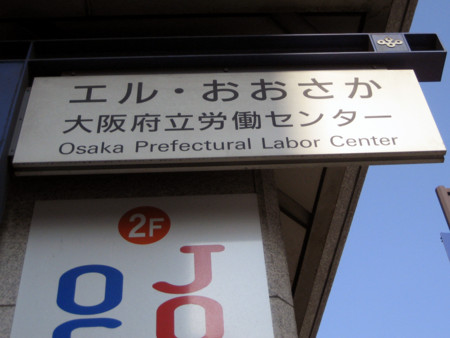 エル・おおさか
大阪府立労働センター
Osaka Prefectural Labor Center
2F
JO
O